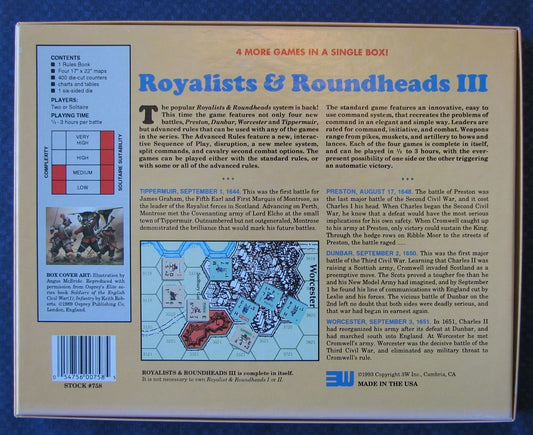 4 MORE GAMES IN A SINGLE BOX!
Royalists & Roundheads III
CONTENTS
• 1 Rules Book
• Four 17" x 22" maps
• 400 die-cut counters
• charts and tables
• 1 six-sided die
PLAYERS:
Two or Solitaire
PLAYING TIME
½ - 3 hours per battle
COMPLEXITY
VERY
HIGH
HIGH
MEDIUM
LOW
SOLITAIRE SUITABILITY
BOX COVER ART: Illustration by
Angus McBride. Reproduced with
permission from Osprey's Elite se-
ries book Soldiers of the English
Civil War(1), Infantry by Keith Rob-
erts, ©1989 Osprey Publishing Co
London, England.
0 54756 00758 3
STOCK #758
The popular Royalists & Roundheads system is back!
This time the game features not only four new
battles, Preston, Dunbar, Worcester and Tippermuir,
but advanced rules that can be used with any of the games
in the series. The Advanced Rules feature a new, interac-
tive Sequence of Play, disruption, a new melee system,
split commands, and cavalry second combat options. The
games can be played either with the standard rules, or
with some or all of the advanced rules.
• • •
TIPPERMUIR, SEPTEMBER 1, 1644. This was the first battle for
James Graham, the Fifth Earl and First Marquis of Montrose, as
the leader of the Royalist forces in Scotland. Advancing on Perth,
Montrose met the Covenanting army of Lord Elcho at the small
town of Tippermuir. Outnumbered but not outgeneraled, Montrose
demonstrated the brilliance that would mark his future battles.
Worcester
ROYALISTS & ROUNDHEADS III is complete in itself.
It is not necessary to own Royalist & Roundheads I or II.
The standard game features an innovative, easy to
use command system, that recreates the problems of
command in an elegant and simple way. Leaders are
rated for command, initiative, and combat. Weapons
range from pikes, muskets, and artillery to bows and
lances. Each of the four games is complete in itself,
and can be played in ½ to 3 hours, with the ever-
present possibility of one side or the other triggering
an automatic victory.
• • •
PRESTON, AUGUST 17, 1648. The battle of Preston
was the last major battle of the Second Civil War, and it cost
Charles I his head. When Charles began the Second Civil
War, he knew that a defeat would have the most serious
implications for his own safety. When Cromwell caught up
to his army at Preston, only victory could sustain the King.
Through the hedge rows on Ribble Moor to the streets of
Preston, the battle raged ....
DUNBAR, SEPTEMBER 2, 1650. This was the first major
battle of the Third Civil War. Learning that Charles II was
raising a Scottish army, Cromwell invaded Scotland as a
preemptive move. The Scots proved a tougher foe than he
and his New Model Army had imagined, and by September
1 he found his line of communications with England cut by
Leslie and his forces. The vicious battle of Dunbar on the
2nd left no doubt that both sides were deadly serious, and
that war had begun in earnest again.
WORCESTER, SEPTEMBER 3, 1651. In 1651, Charles II
had reorganized his army after its defeat at Dunbar, and
had marched south into England. At Worcester he met
Cromwell's army. Worcester was the decisive battle of the
Third Civil War, and eliminated any military threat to
Cromwell's rule.
3W
©1993 Copyright 3W Inc., Cambria, CA
MADE IN THE USA